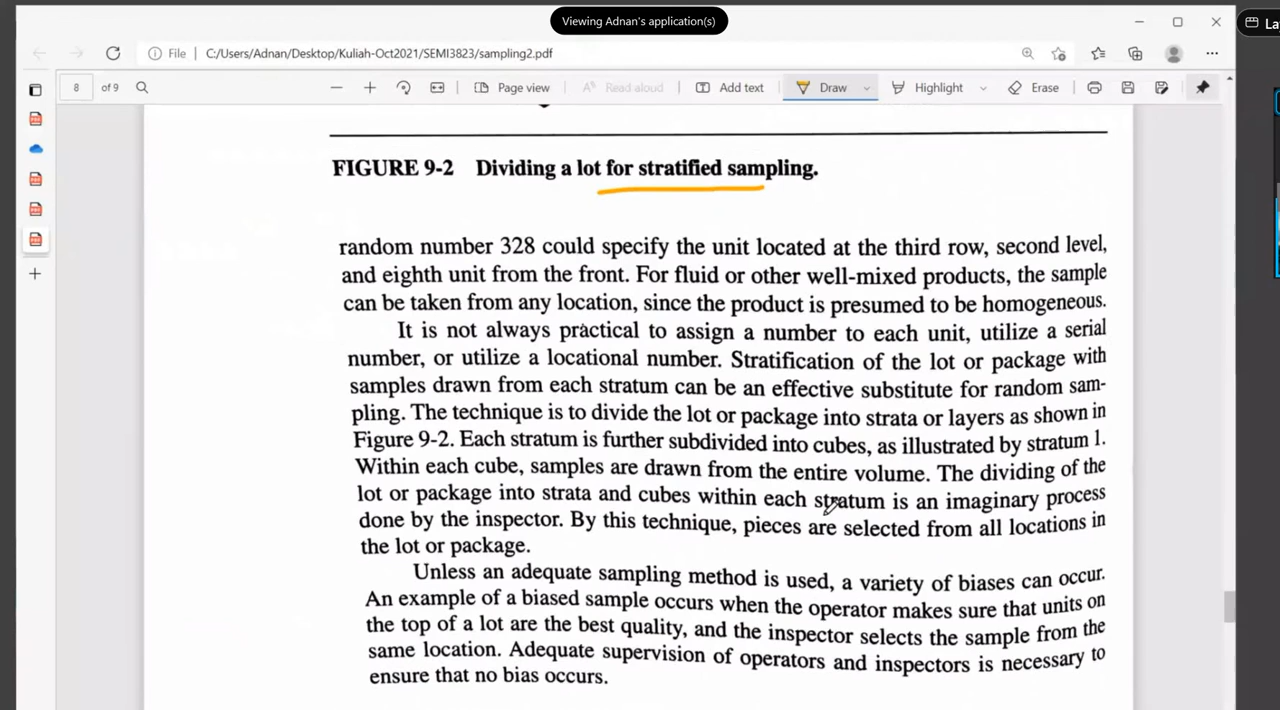 Viewing Adnan's application(s)
La
File | C:/Users/Adnan/Desktop/Kuliah-Oct2021/SEMI3823/sampling2.pdf
8 of 9 Page view Read aloud Add text Draw Highlight Erase
FIGURE 9-2 Dividing a lot for stratified sampling.
random number 328 could specify the unit located at the third row, second level,
and eighth unit from the front. For fluid or other well-mixed products, the sample
can be taken from any location, since the product is presumed to be homogeneous.
It is not always practical to assign a number to each unit, utilize a serial
number, or utilize a locational number. Stratification of the lot or package with
samples drawn from each stratum can be an effective substitute for random sam-
pling. The technique is to divide the lot or package into strata or layers as shown in
Figure 9-2. Each stratum is further subdivided into cubes, as illustrated by stratum 1.
Within each cube, samples are drawn from the entire volume. The dividing of the
lot or package into strata and cubes within each stratum is an imaginary process
done by the inspector. By this technique, pieces are selected from all locations in
the lot or package.
Unless an adequate sampling method is used, a variety of biases can occur.
An example of a biased sample occurs when the operator makes sure that units on
the top of a lot are the best quality, and the inspector selects the sample from the
same location. Adequate supervision of operators and inspectors is necessary to
ensure that no bias occurs.